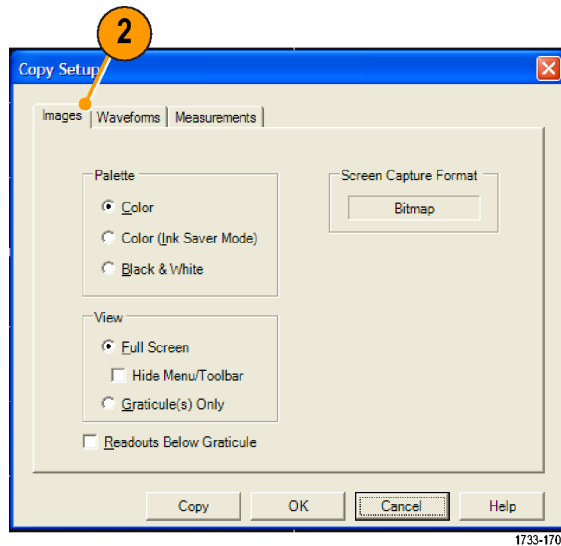 2
Copy Setup
Images Waveforms Measurements
Palette
Color
Color (Ink Saver Mode)
Black & White
Screen Capture Format
Bitmap
View
Full Screen
Hide Menu/Toolbar
Graticule(s) Only
Readouts Below Graticule
Copy OK Cancel Help
1733-170